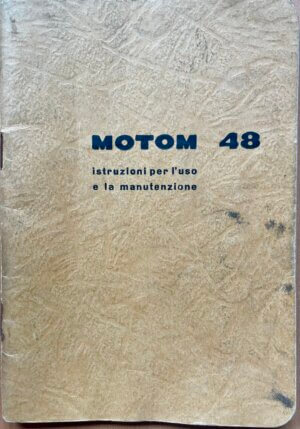 MOTOM 48
istruzioni per l'uso
e la manutenzione